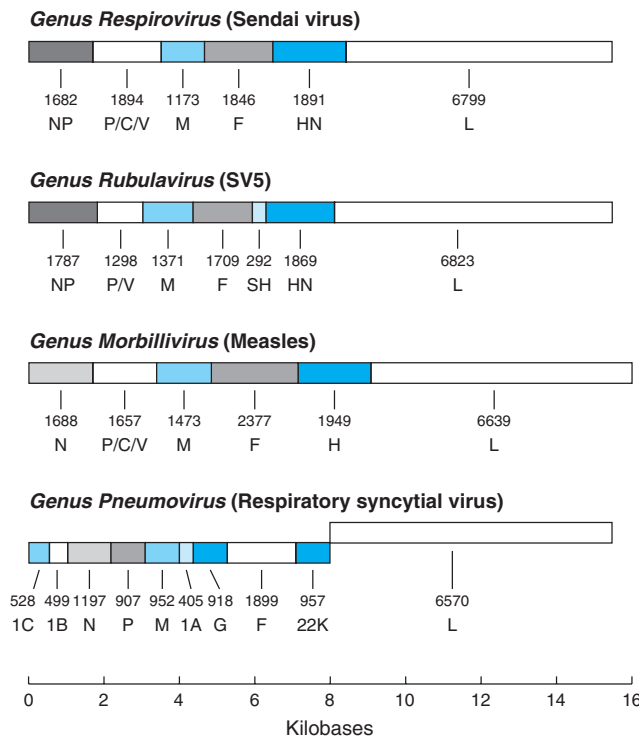 Genus Respirovirus (Sendai virus)
1682 1894 1173 1846 1891 6799
NP P/C/V M F HN L
Genus Rubulavirus (SV5)
1787 1298 1371 1709 292 1869 6823
NP P/V M F SH HN L
Genus Morbillivirus (Measles)
1688 1657 1473 2377 1949 6639
N P/C/V M F H L
Genus Pneumovirus (Respiratory syncytial virus)
528 499 1197 907 952 405 918 1899 957 6570
1C 1B N P M 1A G F 22K L
0 2 4 6 8 10 12 14 16
Kilobases